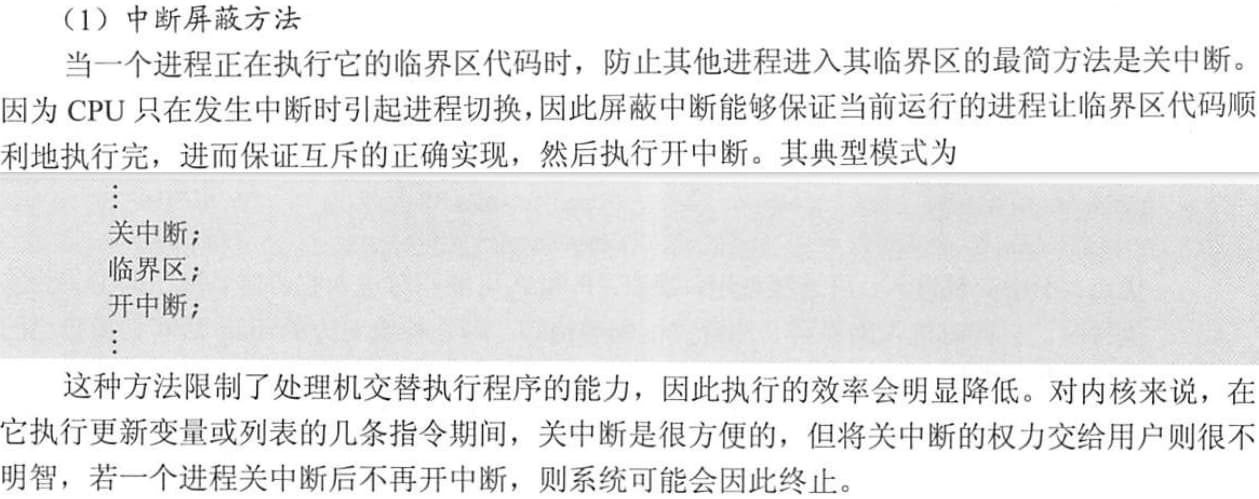 （1）中断屏蔽方法
当一个进程正在执行它的临界区代码时，防止其他进程进入其临界区的最简方法是关中断。
因为 CPU 只在发生中断时引起进程切换，因此屏蔽中断能够保证当前运行的进程让临界区代码顺
利地执行完，进而保证互斥的正确实现，然后执行开中断。其典型模式为
⋮
关中断;
临界区;
开中断;
⋮
这种方法限制了处理机交替执行程序的能力，因此执行的效率会明显降低。对内核来说，在
它执行更新变量或列表的几条指令期间，关中断是很方便的，但将关中断的权力交给用户则很不
明智，若一个进程关中断后不再开中断，则系统可能会因此终止。